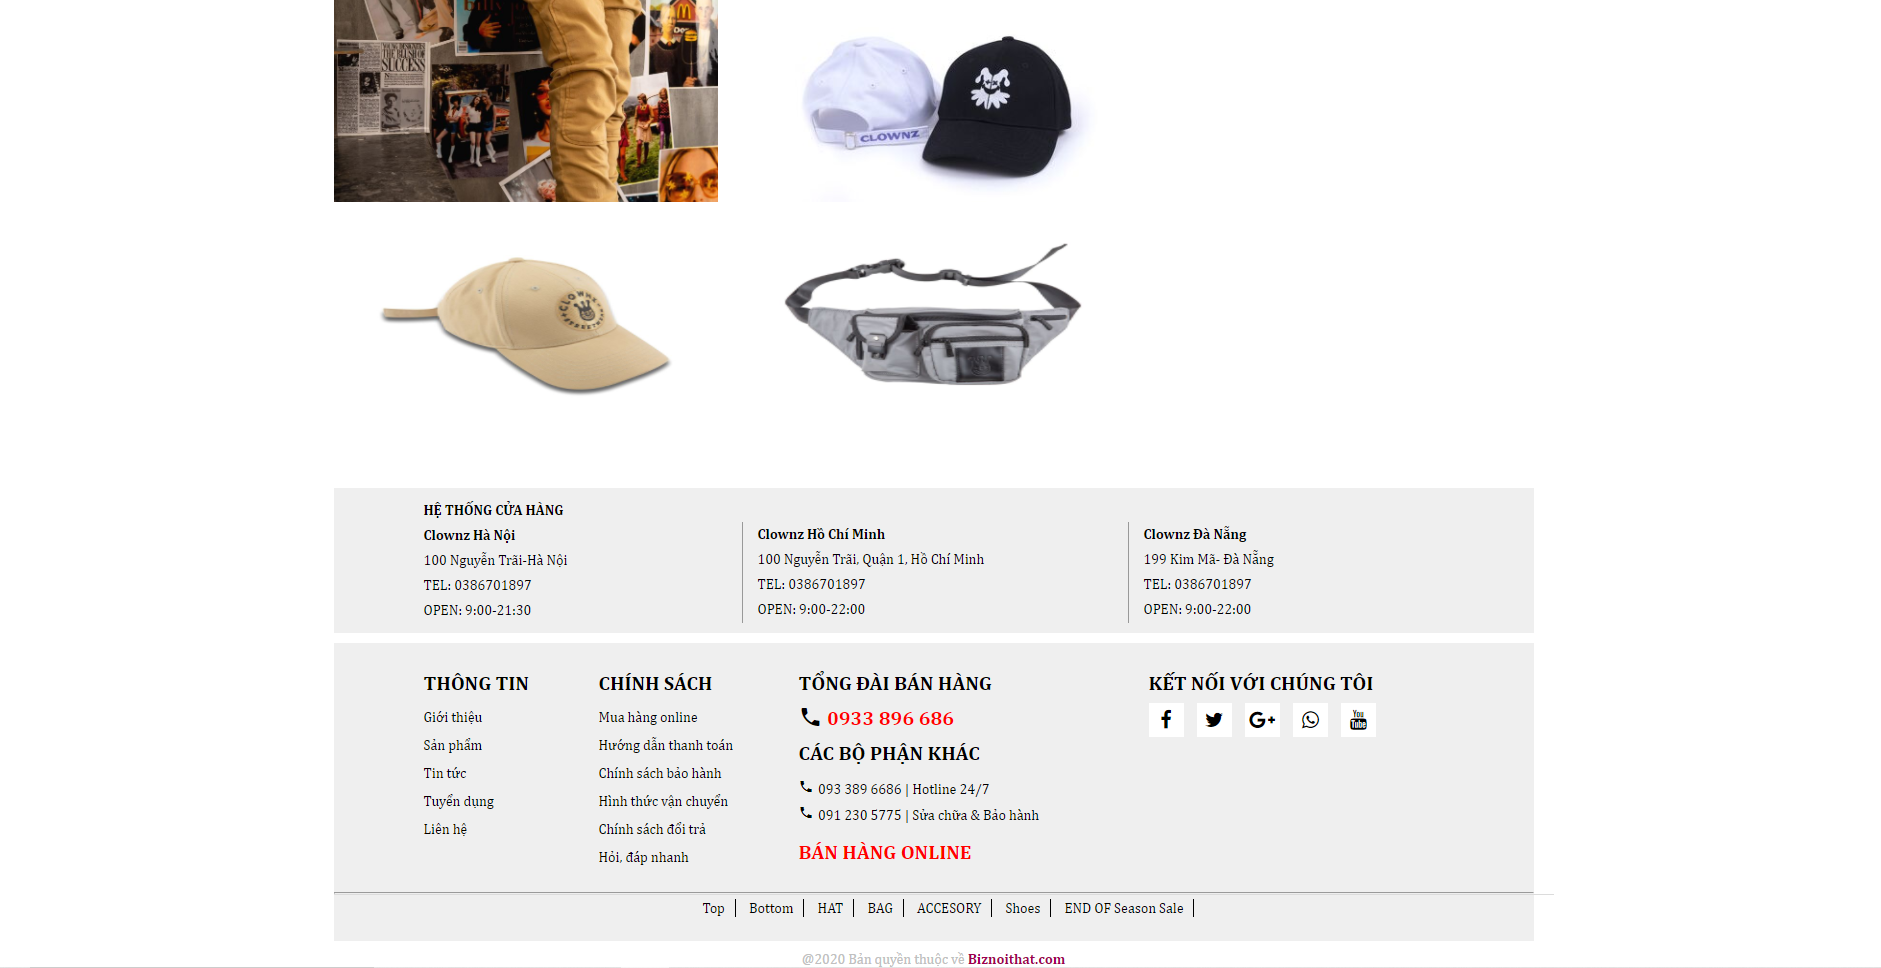 THE BLUSH OF
SUCCESS
CLOWNZ
HỆ THỐNG CỬA HÀNG
Clownz Hà Nội
100 Nguyễn Trãi-Hà Nội
TEL: 0386701897
OPEN: 9:00-21:30
Clownz Hồ Chí Minh
100 Nguyễn Trãi, Quận 1, Hồ Chí Minh
TEL: 0386701897
OPEN: 9:00-22:00
Clownz Đà Nẵng
199 Kim Mã- Đà Nẵng
TEL: 0386701897
OPEN: 9:00-22:00
THÔNG TIN
Giới thiệu
Sản phẩm
Tin tức
Tuyển dụng
Liên hệ
CHÍNH SÁCH
Mua hàng online
Hướng dẫn thanh toán
Chính sách bảo hành
Hình thức vận chuyển
Chính sách đổi trả
Hỏi, đáp nhanh
TỔNG ĐÀI BÁN HÀNG
0933 896 686
CÁC BỘ PHẬN KHÁC
093 389 6686 | Hotline 24/7
091 230 5775 | Sửa chữa & Bảo hành
BÁN HÀNG ONLINE
KẾT NỐI VỚI CHÚNG TÔI
You
Tube
Top
Bottom
HAT
BAG
ACCESORY
Shoes
END OF Season Sale
@2020 Bản quyền thuộc về Biznoithat.com